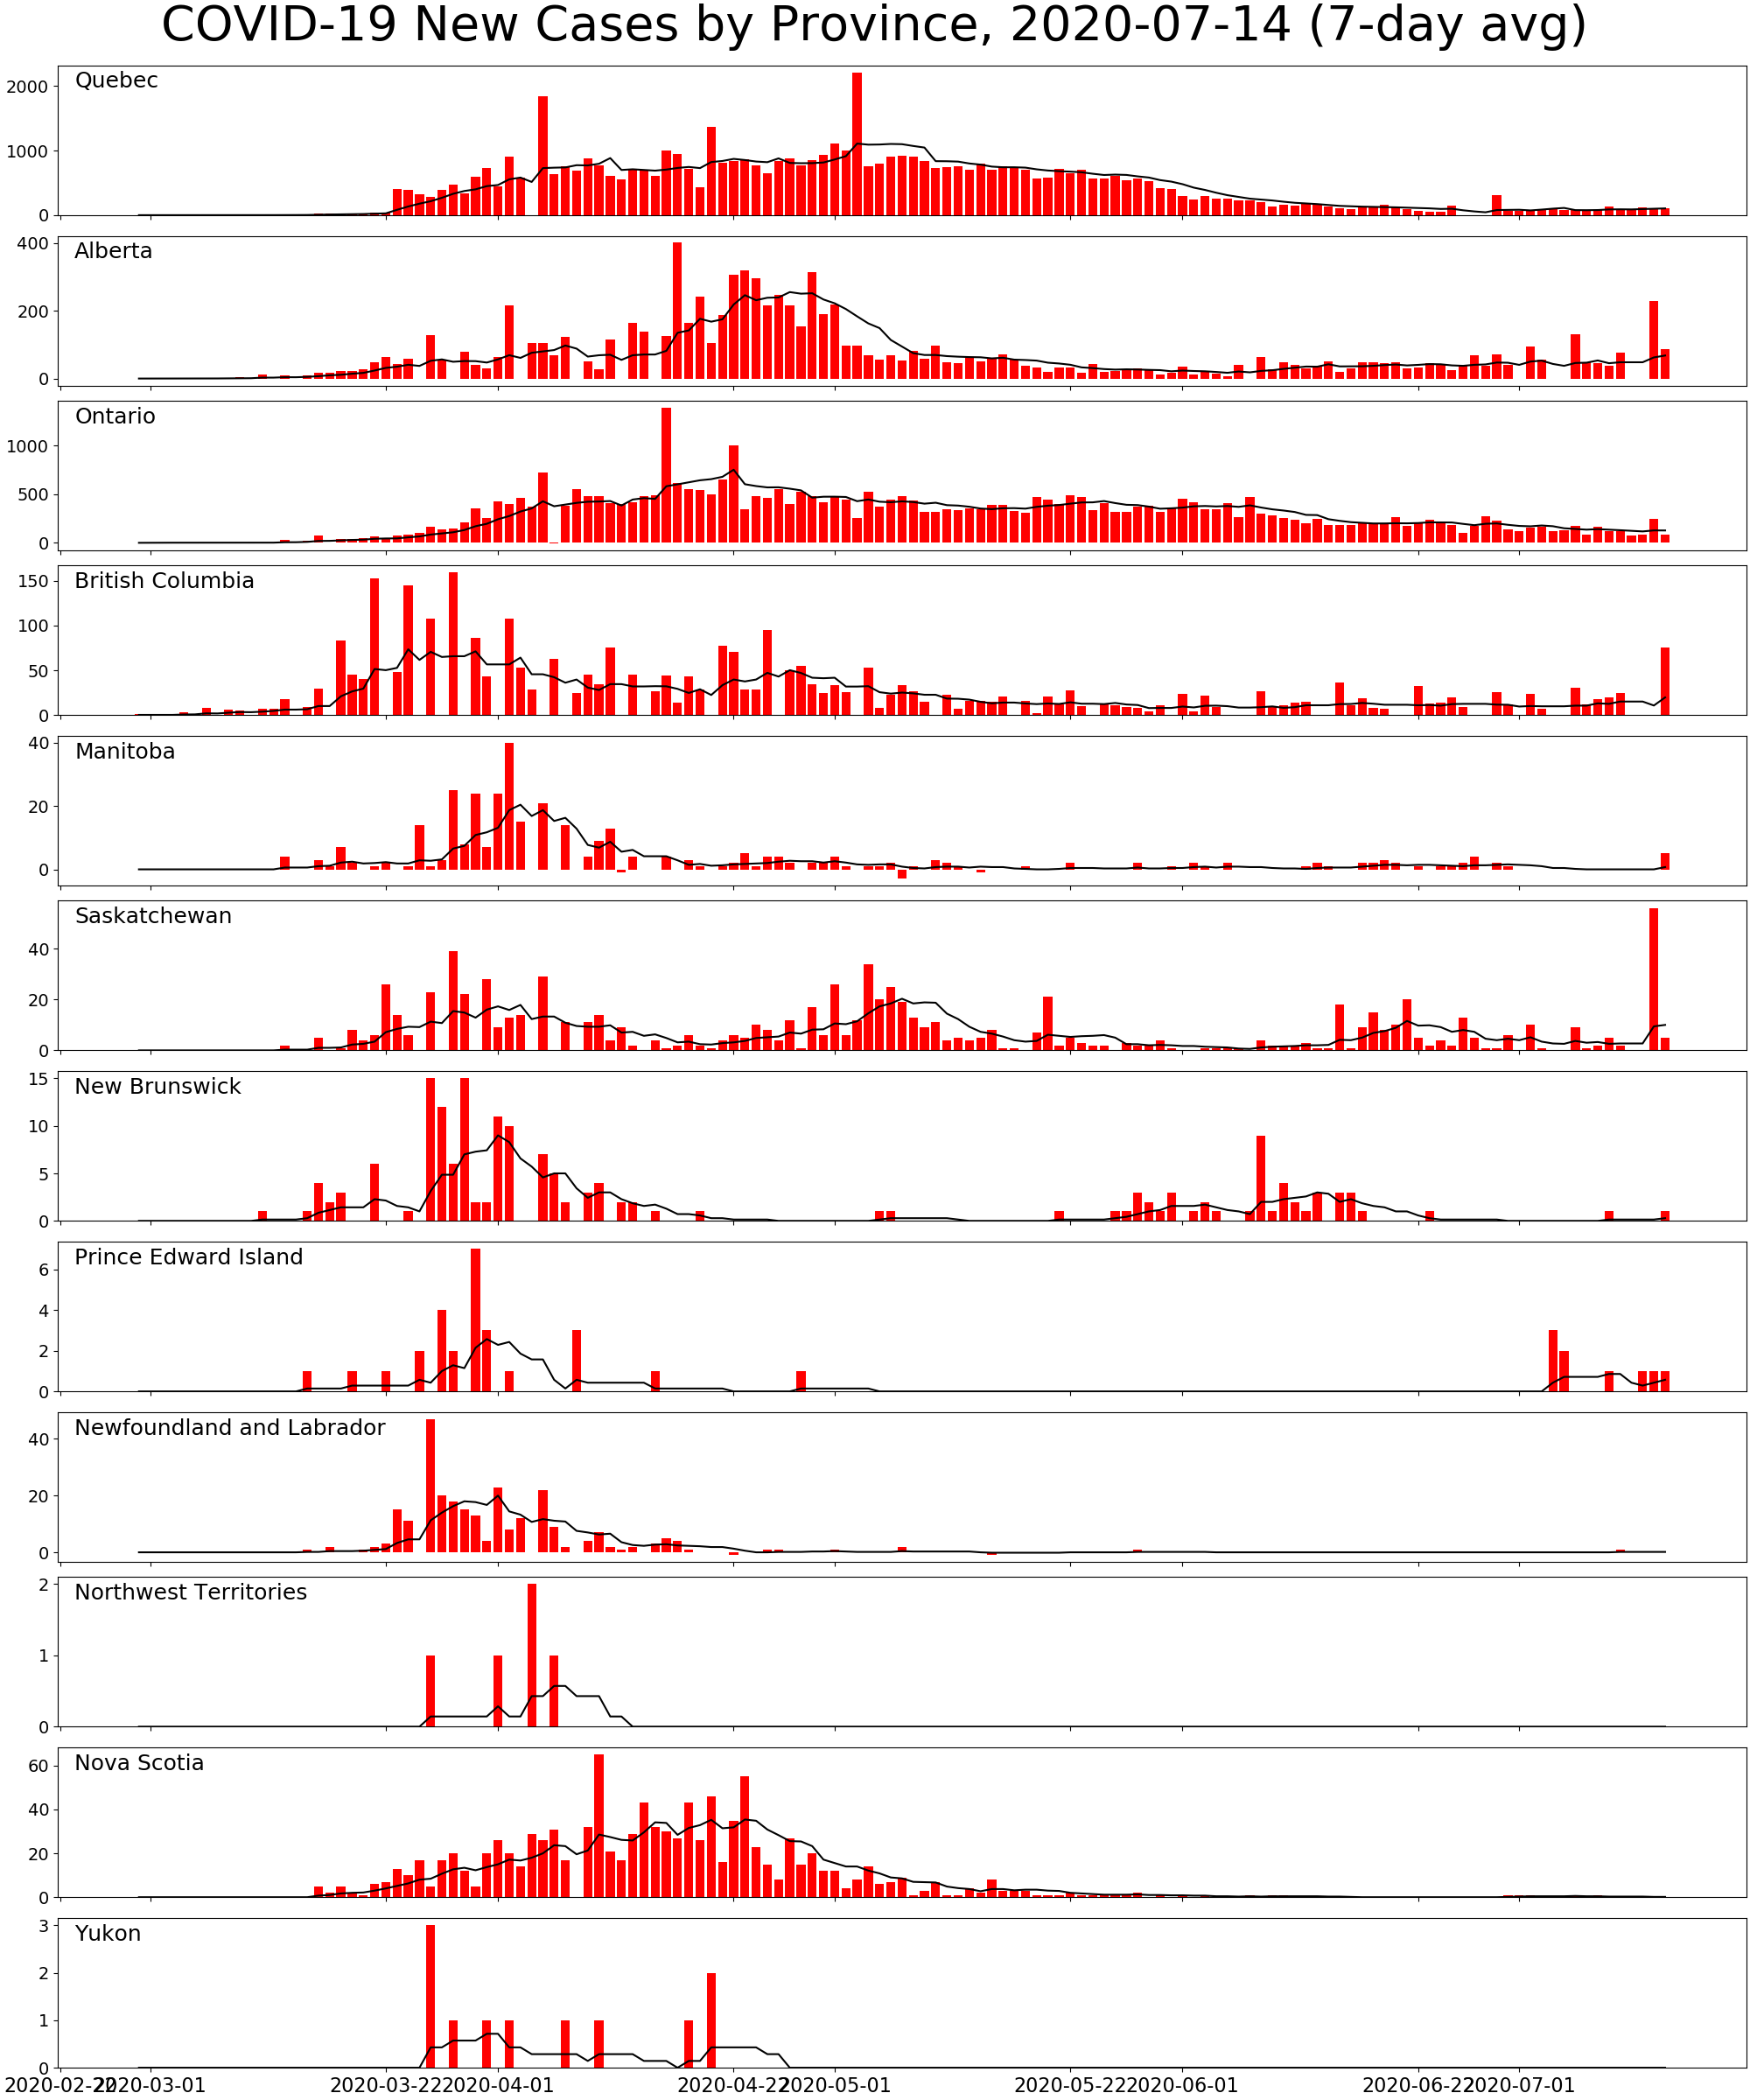 COVID-19 New Cases by Province, 2020-07-14 (7-day avg)
Quebec
2000
1000
0
Alberta
400
200
0
Ontario
1000
500
0
British Columbia
150
100
50
0
Manitoba
40
20
0
Saskatchewan
40
20
0
New Brunswick
15
10
5
0
Prince Edward Island
6
4
2
0
Newfoundland and Labrador
40
20
0
Northwest Territories
2
1
0
Nova Scotia
60
40
20
0
Yukon
3
2
1
0
2020-02-22 2020-03-01 2020-03-22 2020-04-01 2020-04-22 2020-05-01 2020-05-22 2020-06-01 2020-06-22 2020-07-01